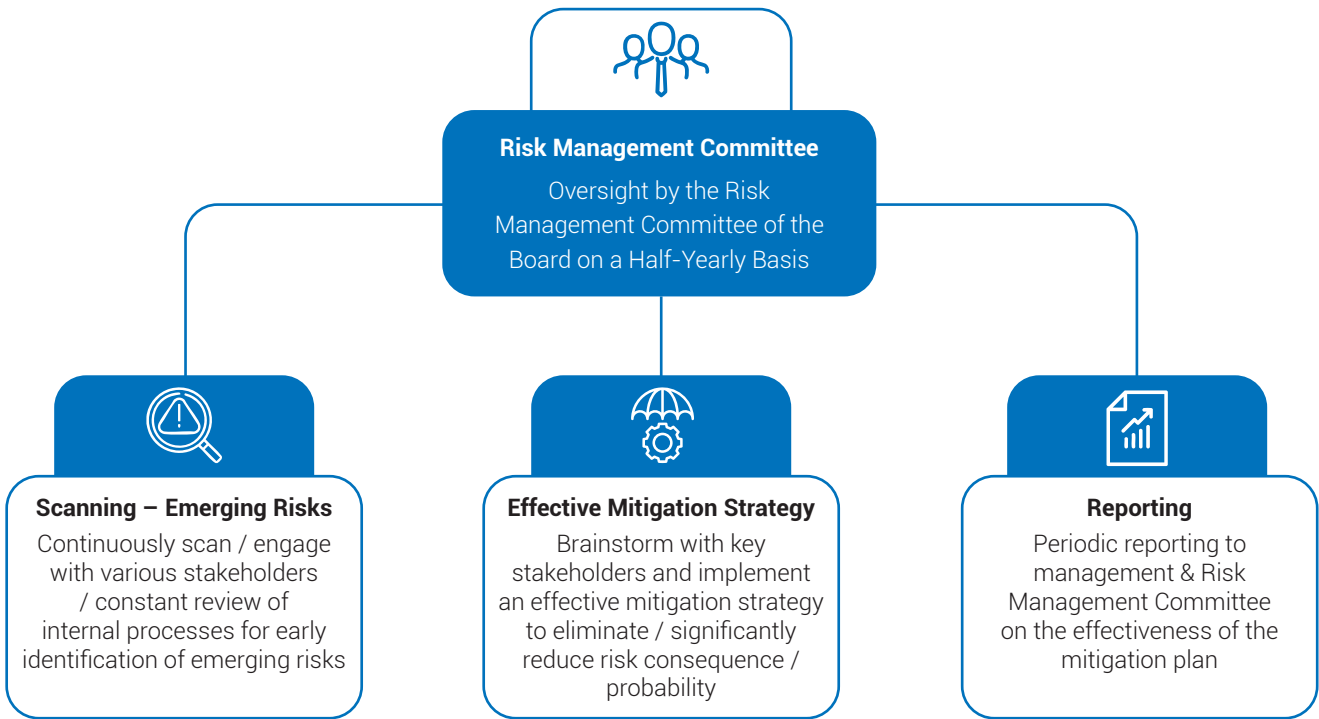 Risk Management Committee
Oversight by the Risk
Management Committee of the
Board on a Half-Yearly Basis
Scanning – Emerging Risks
Continuously scan / engage
with various stakeholders
/ constant review of
internal processes for early
identification of emerging risks
Effective Mitigation Strategy
Brainstorm with key
stakeholders and implement
an effective mitigation strategy
to eliminate / significantly
reduce risk consequence /
probability
Reporting
Periodic reporting to
management & Risk
Management Committee
on the effectiveness of the
mitigation plan